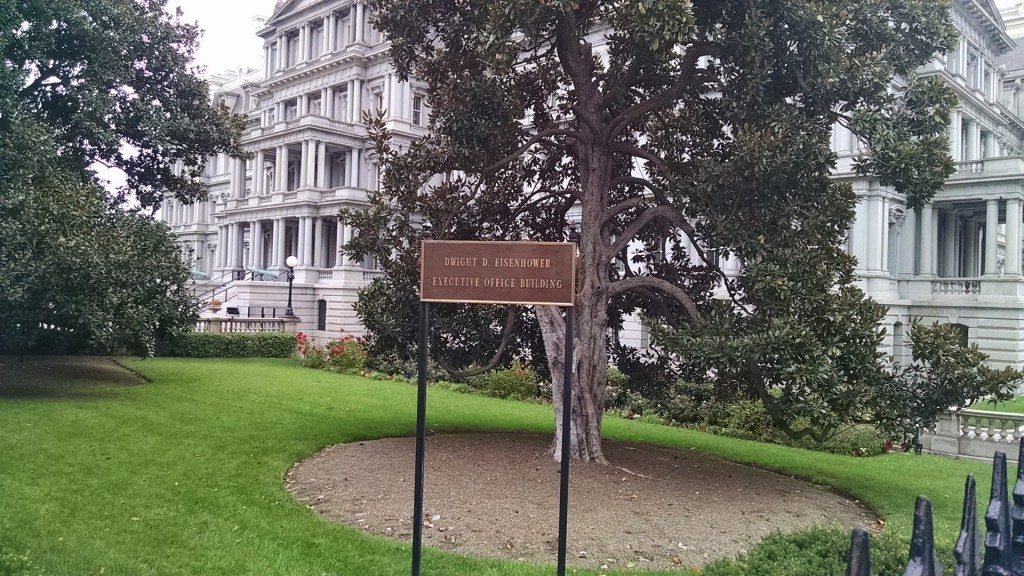 DWIGHT D. EISENHOWER
EXECUTIVE OFFICE BUILDING